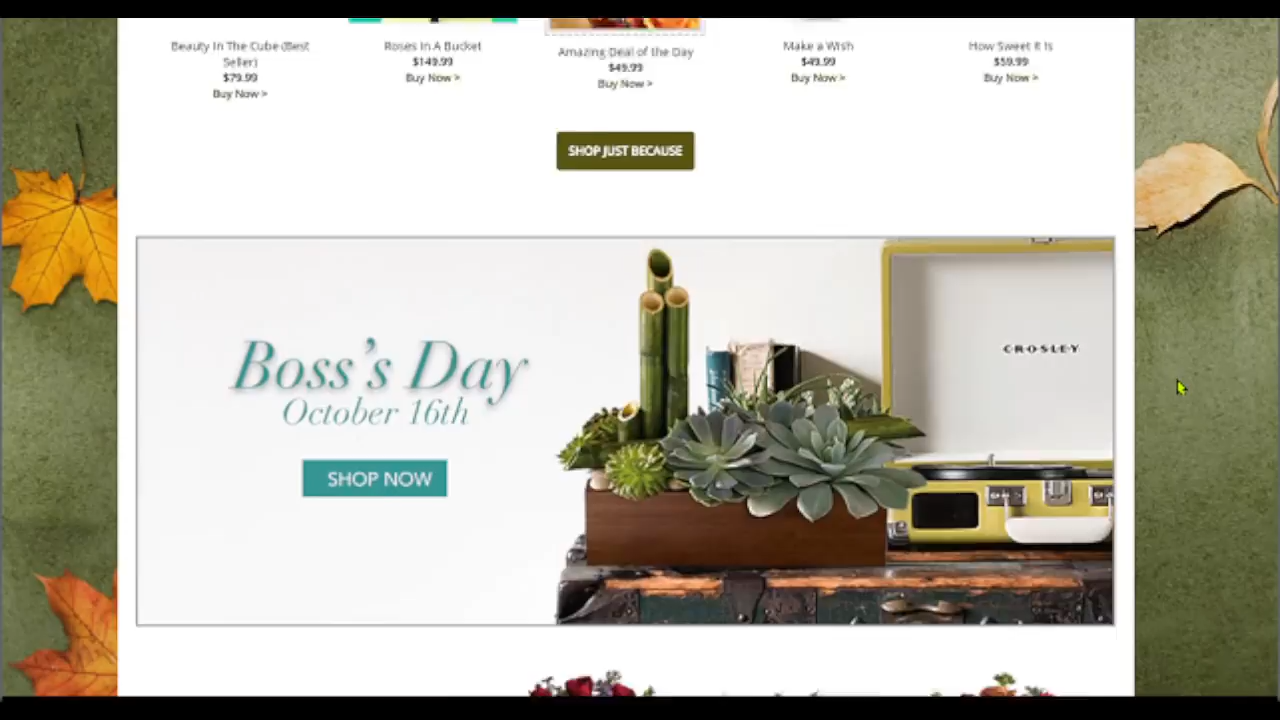 Beauty In The Cube (Best
Seller)
$79.99
Buy Now >
Roses In A Bucket
$149.99
Buy Now >
Amazing Deal of the Day
$49.99
Buy Now >
Make a Wish
$49.99
Buy Now >
How Sweet It Is
$59.99
Buy Now >
SHOP JUST BECAUSE
Boss's Day
October 16th
SHOP NOW
CROSLEY